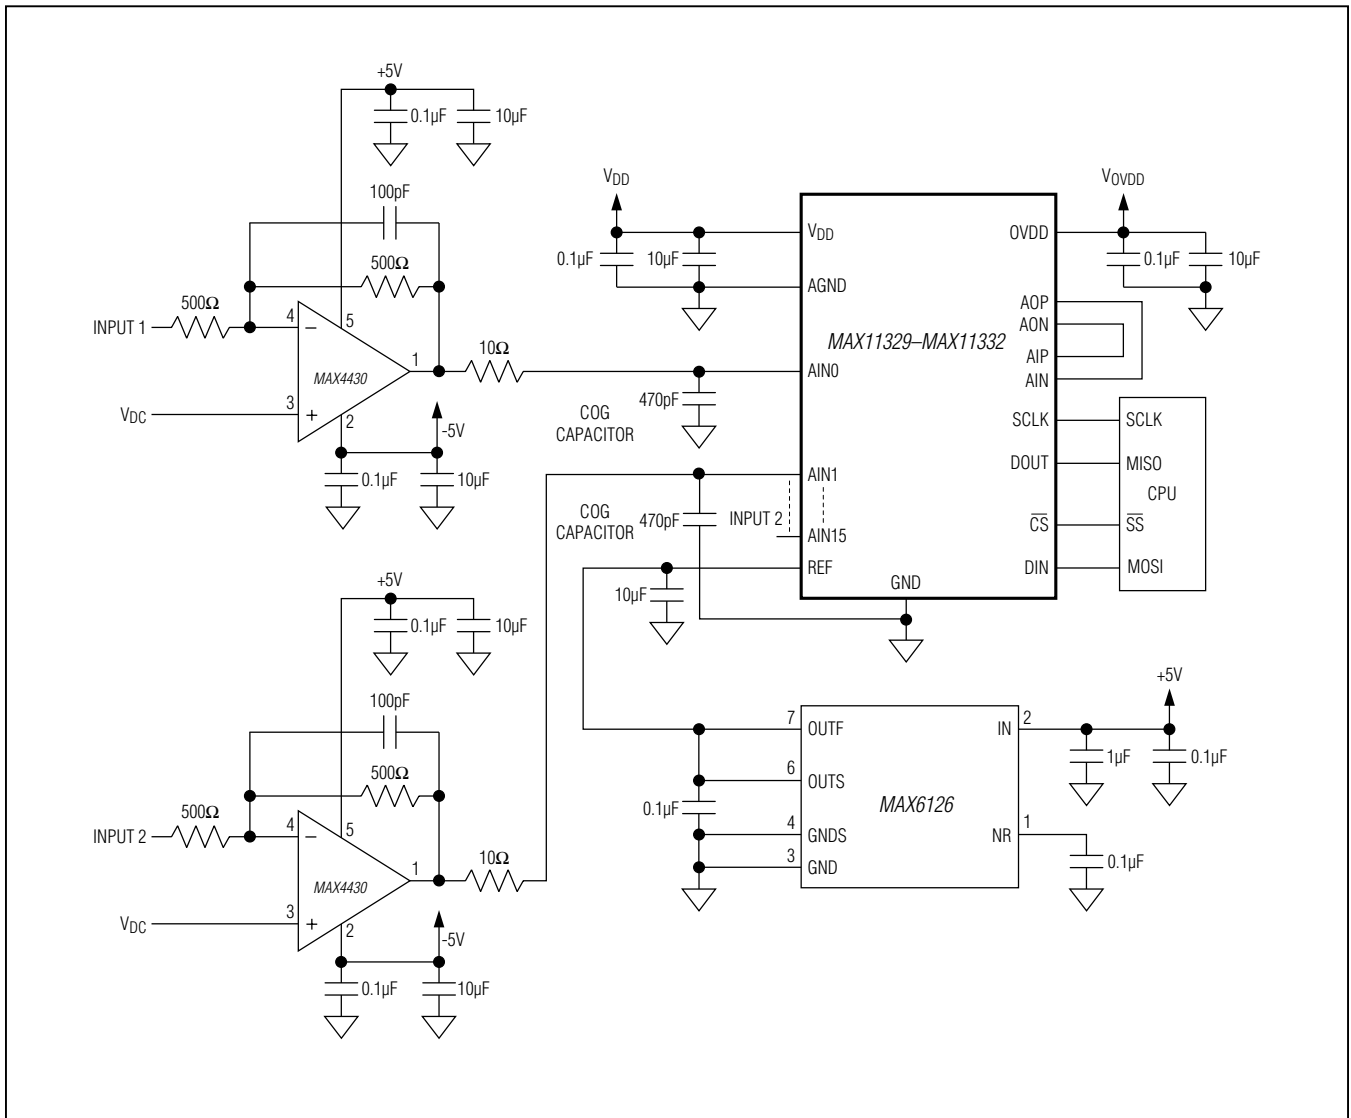 +5V
0.1µF
10µF
100pF
500Ω
500Ω
INPUT 1
4
–
5
1
MAX4430
3
+
2
VDC
10Ω
-5V
0.1µF
10µF
COG
CAPACITOR
470pF
VDD
0.1µF
10µF
VDD
AGND
MAX11329–MAX11332
AIN0
AIN1
AIN15
REF
GND
OVDD
AOP
AON
AIP
AIN
SCLK
DOUT
CS
DIN
VOVDD
0.1µF
10µF
SCLK
MISO
CPU
SS
MOSI
COG
CAPACITOR
470pF
INPUT 2
10µF
+5V
0.1µF
10µF
100pF
500Ω
500Ω
INPUT 2
4
–
5
1
MAX4430
3
+
2
VDC
10Ω
-5V
0.1µF
10µF
7
OUTF
6
OUTS
0.1µF
4
GNDS
3
GND
MAX6126
IN
2
NR
1
+5V
1µF
0.1µF
0.1µF